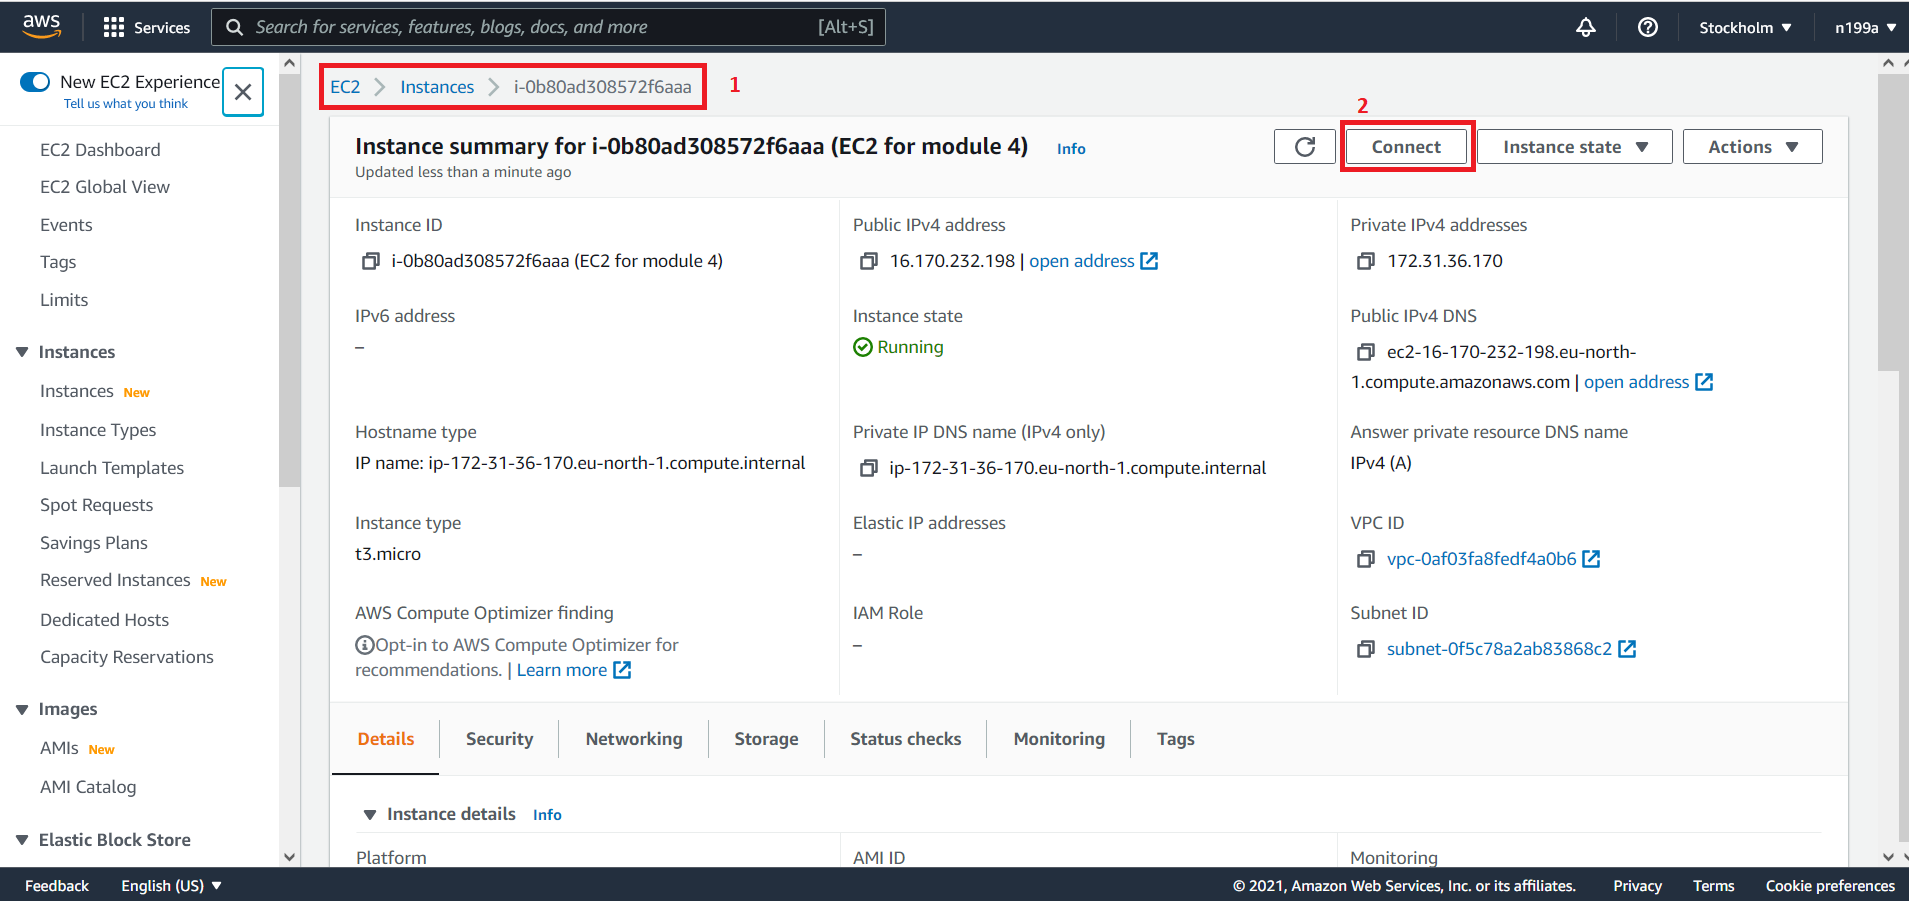 aws
Services
Search for services, features, blogs, docs, and more
[Alt+S]
Stockholm
n199a
New EC2 Experience
Tell us what you think
EC2 Dashboard
EC2 Global View
Events
Tags
Limits
Instances
Instances New
Instance Types
Launch Templates
Spot Requests
Savings Plans
Reserved Instances New
Dedicated Hosts
Capacity Reservations
Images
AMIs New
AMI Catalog
Elastic Block Store
EC2 > Instances > i-0b80ad308572f6aaa
1
2
Instance summary for i-0b80ad308572f6aaa (EC2 for module 4) Info
Updated less than a minute ago
Connect
Instance state
Actions
Instance ID
i-0b80ad308572f6aaa (EC2 for module 4)
Public IPv4 address
16.170.232.198 | open address
Private IPv4 addresses
172.31.36.170
IPv6 address
–
Instance state
Running
Public IPv4 DNS
ec2-16-170-232-198.eu-north-
1.compute.amazonaws.com | open address
Hostname type
IP name: ip-172-31-36-170.eu-north-1.compute.internal
Private IP DNS name (IPv4 only)
ip-172-31-36-170.eu-north-1.compute.internal
Answer private resource DNS name
IPv4 (A)
Instance type
t3.micro
Elastic IP addresses
–
VPC ID
vpc-0af03fa8fedf4a0b6
AWS Compute Optimizer finding
Opt-in to AWS Compute Optimizer for
recommendations. | Learn more
IAM Role
–
Subnet ID
subnet-0f5c78a2ab83868c2
Details
Security
Networking
Storage
Status checks
Monitoring
Tags
Instance details Info
Platform
AMI ID
Monitoring
Feedback
English (US)
© 2021, Amazon Web Services, Inc. or its affiliates.
Privacy
Terms
Cookie preferences